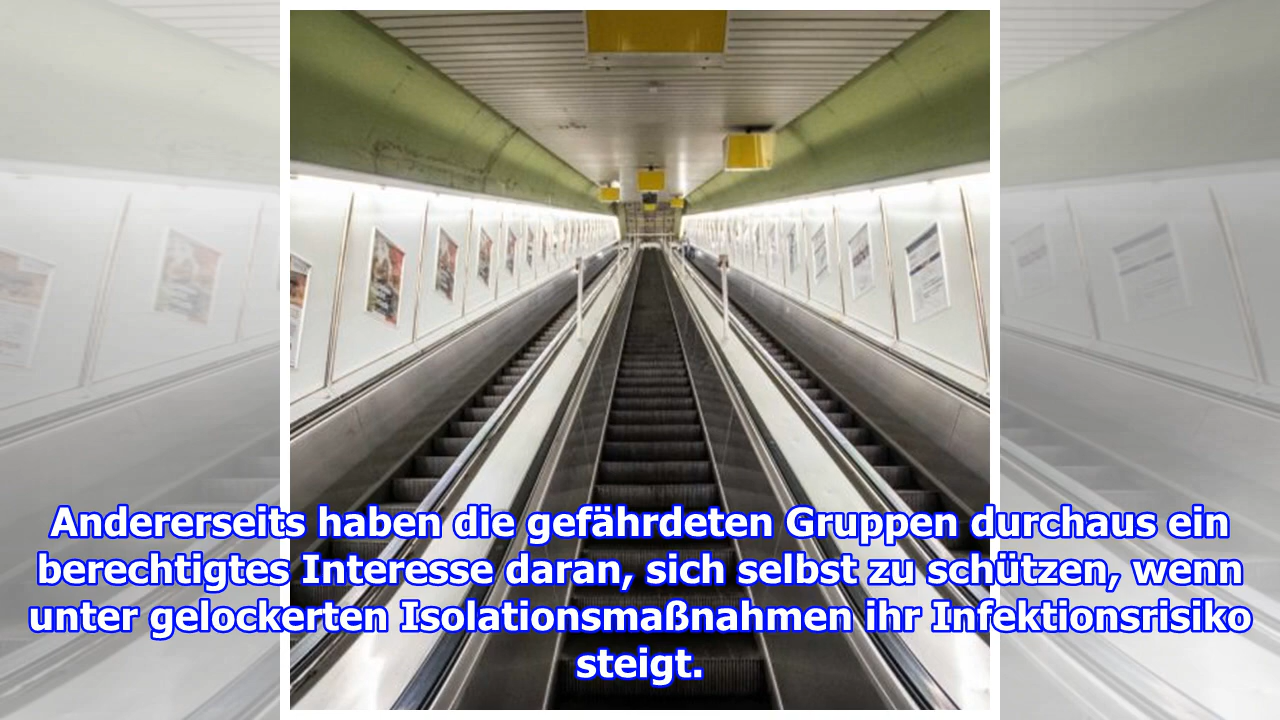 Andererseits haben die gefährdeten Gruppen durchaus ein
berechtigtes Interesse daran, sich selbst zu schützen, wenn
unter gelockerten Isolationsmaßnahmen ihr Infektionsrisiko
steigt.